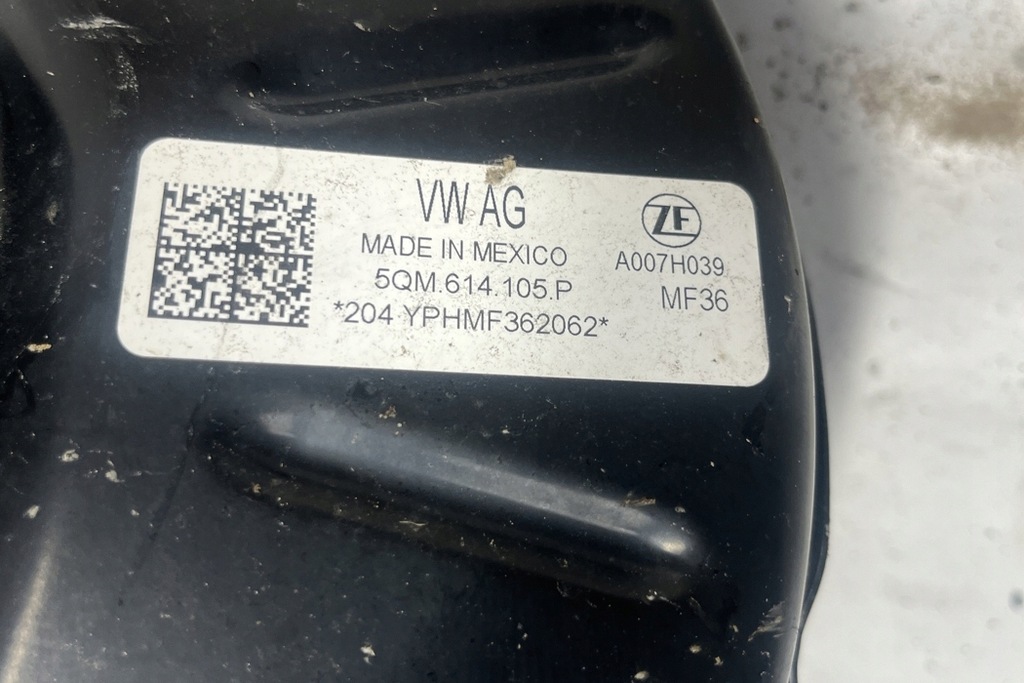 VW AG
MADE IN MEXICO
5QM.614.105.P
*204 YPHMF362062*
ZF
A007H039
MF36